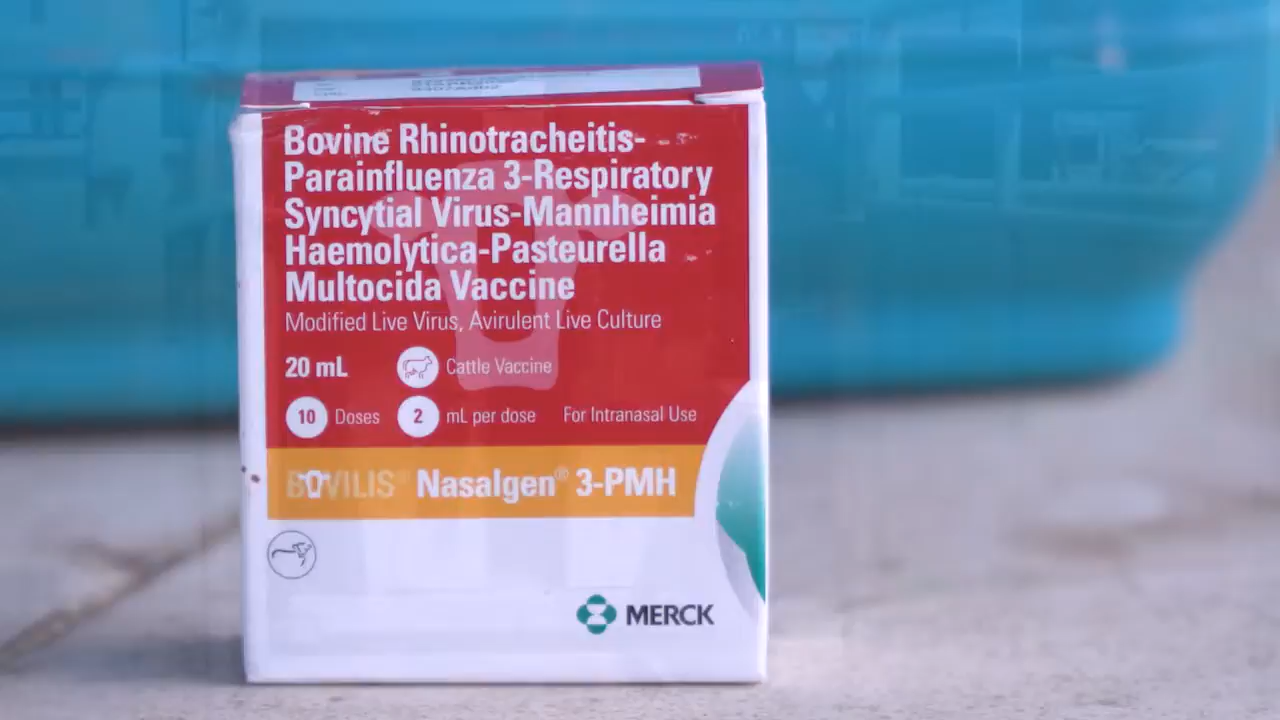 Bovine Rhinotracheitis-
Parainfluenza 3-Respiratory
Syncytial Virus-Mannheimia
Haemolytica-Pasteurella
Multocida Vaccine
Modified Live Virus, Avirulent Live Culture
20 mL Cattle Vaccine
10 Doses 2 mL per dose For Intranasal Use
BOVILIS® Nasalgen® 3-PMH
MERCK